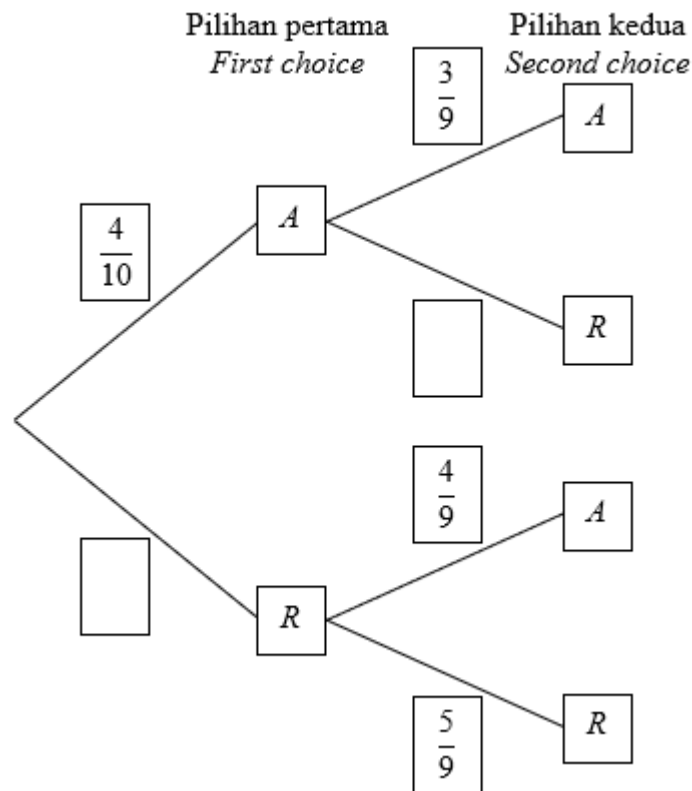 Pilihan pertama
First choice
Pilihan kedua
Second choice
3
9
A
4
10
A
R
4
9
A
R
5
9
R